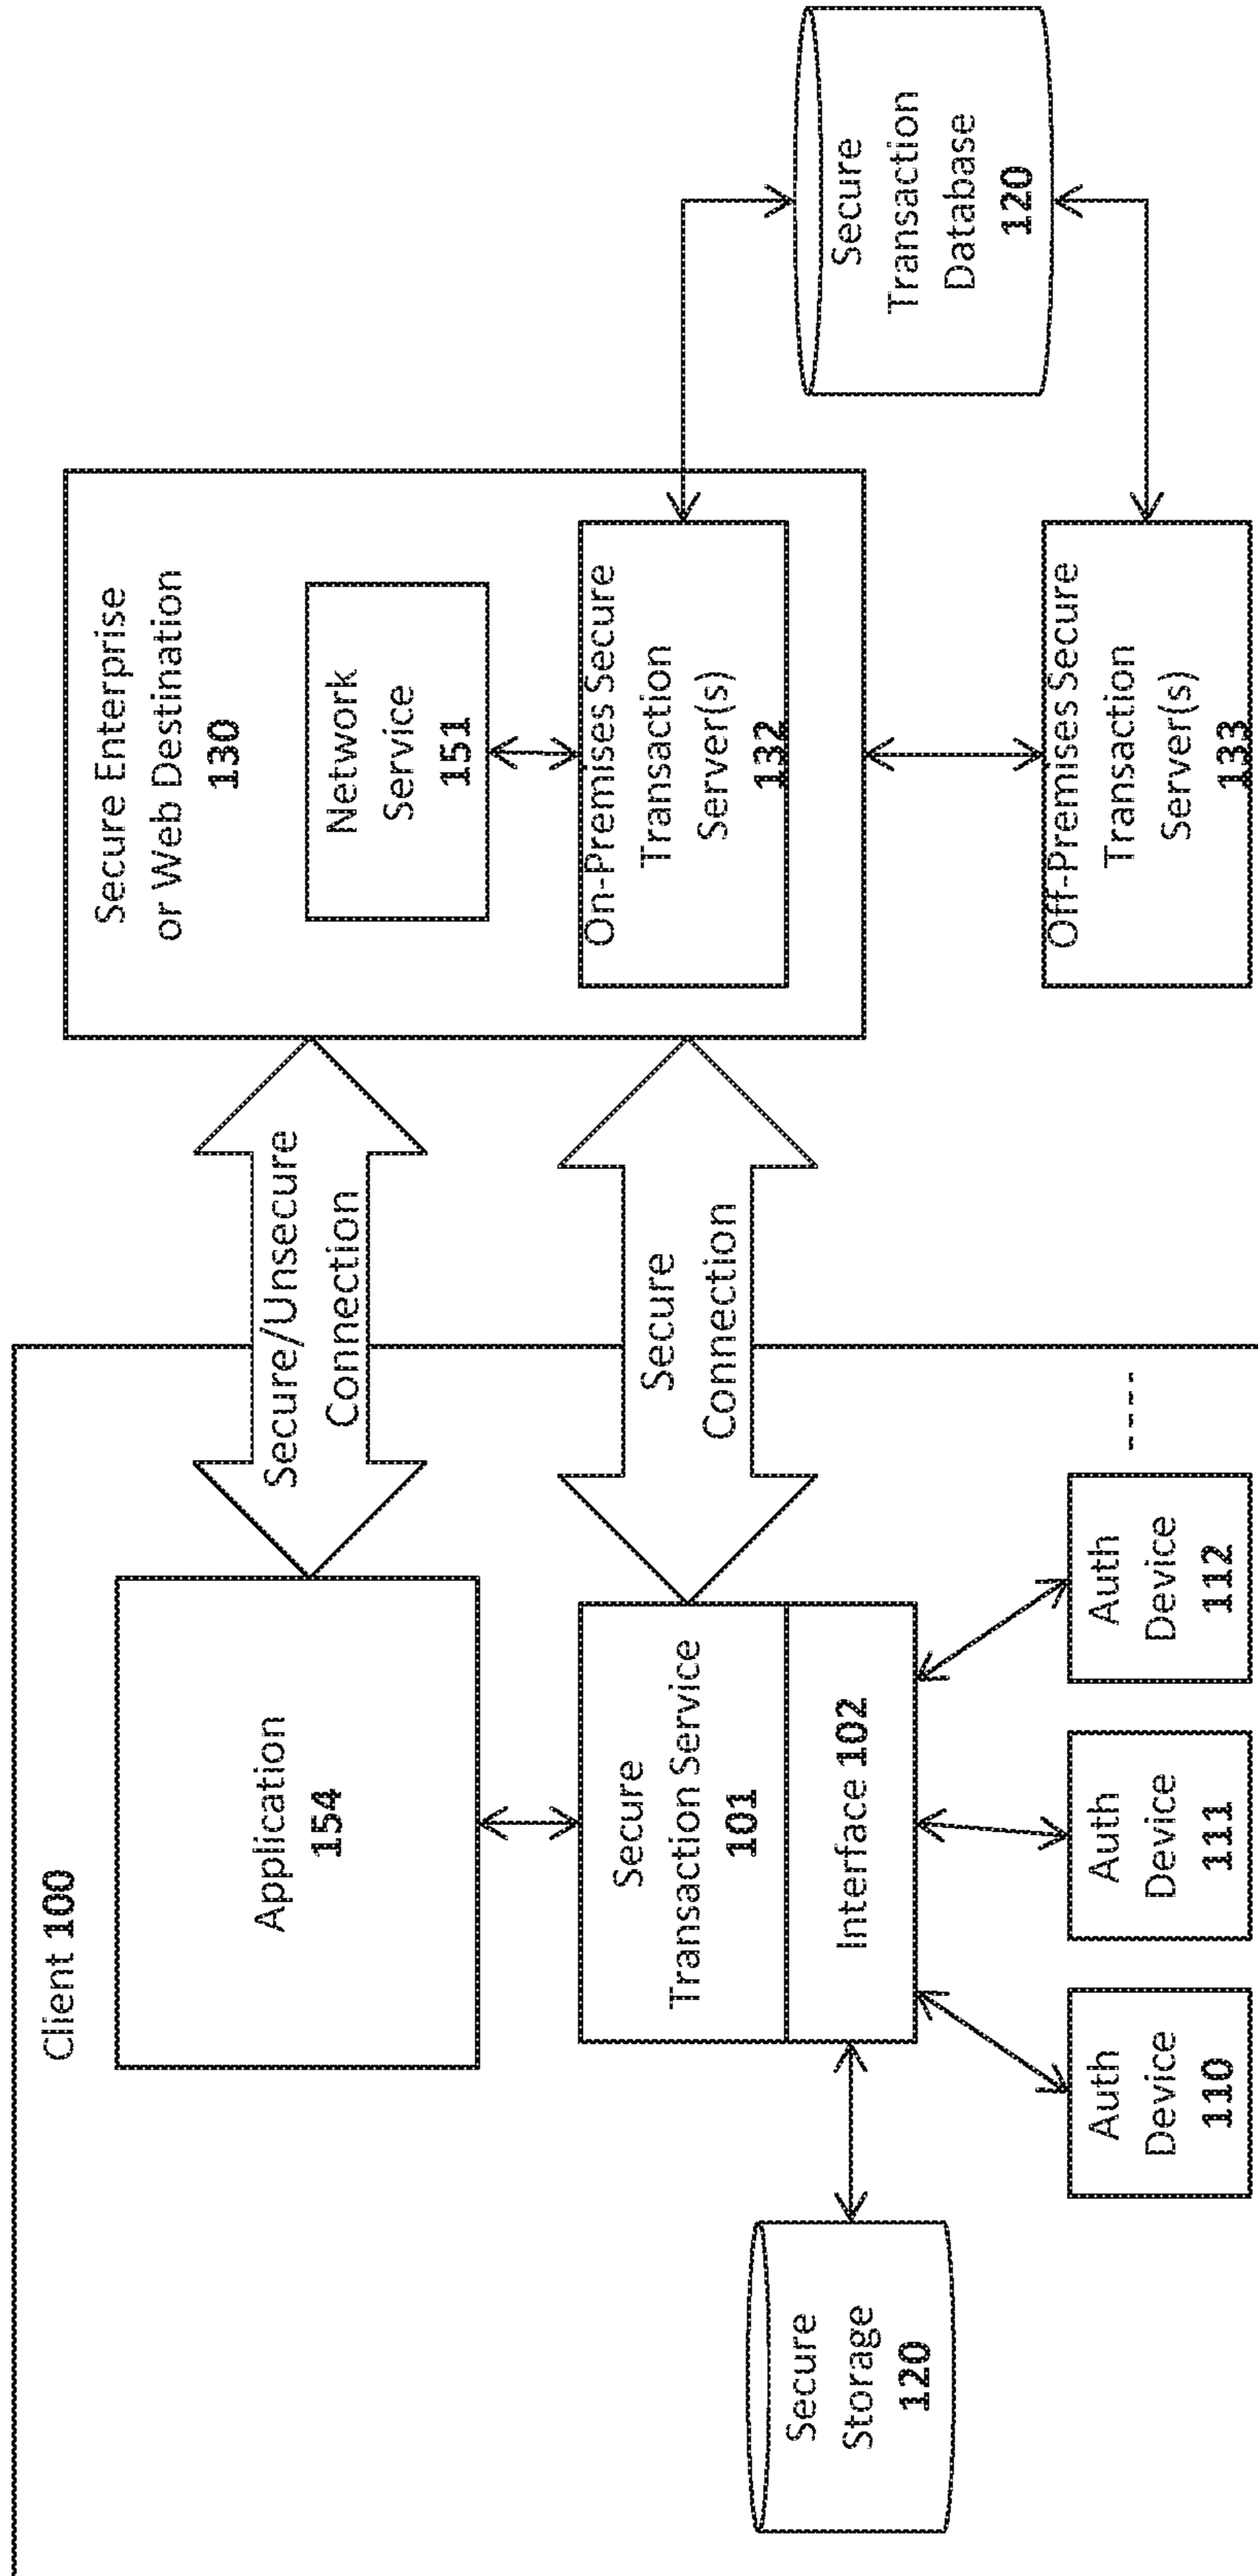 Client 100
Application
154
Secure
Transaction Service
101
Interface 102
Secure
Storage
120
Auth
Device
110
Auth
Device
111
Auth
Device
112
Secure/Unsecure
Connection
Secure
Connection
Secure Enterprise
or Web Destination
130
Network
Service
151
On-Premises Secure
Transaction
Server(s)
132
Off-Premises Secure
Transaction
Server(s)
133
Secure
Transaction
Database
120